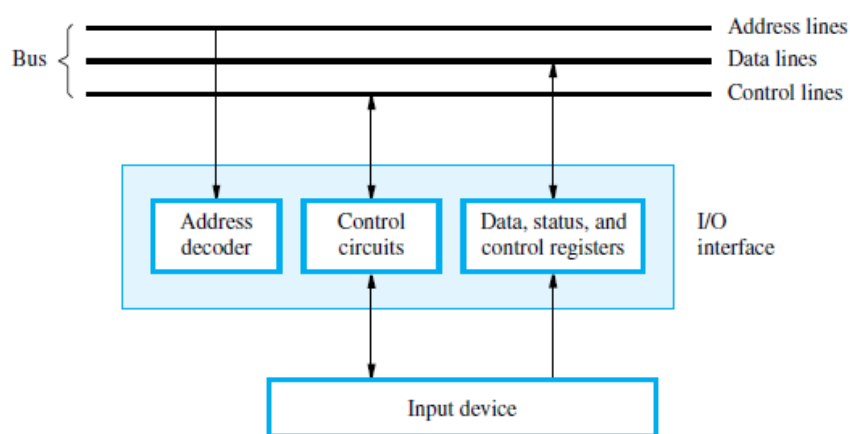 Address lines
Bus
Data lines
Control lines
Address
decoder
Control
circuits
Data, status, and
control registers
I/O
interface
Input device